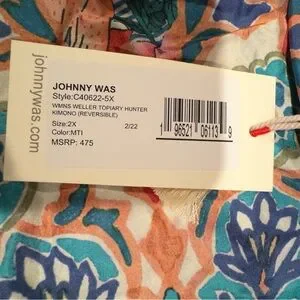 johnnywas.com
JOHNNY WAS
Style:C40622-5X
WMNS WELLER TOPIARY HUNTER
KIMONO (REVERSIBLE)
Size:2X 2/22
Color:MTI
MSRP: 475
1 96521 06113 9